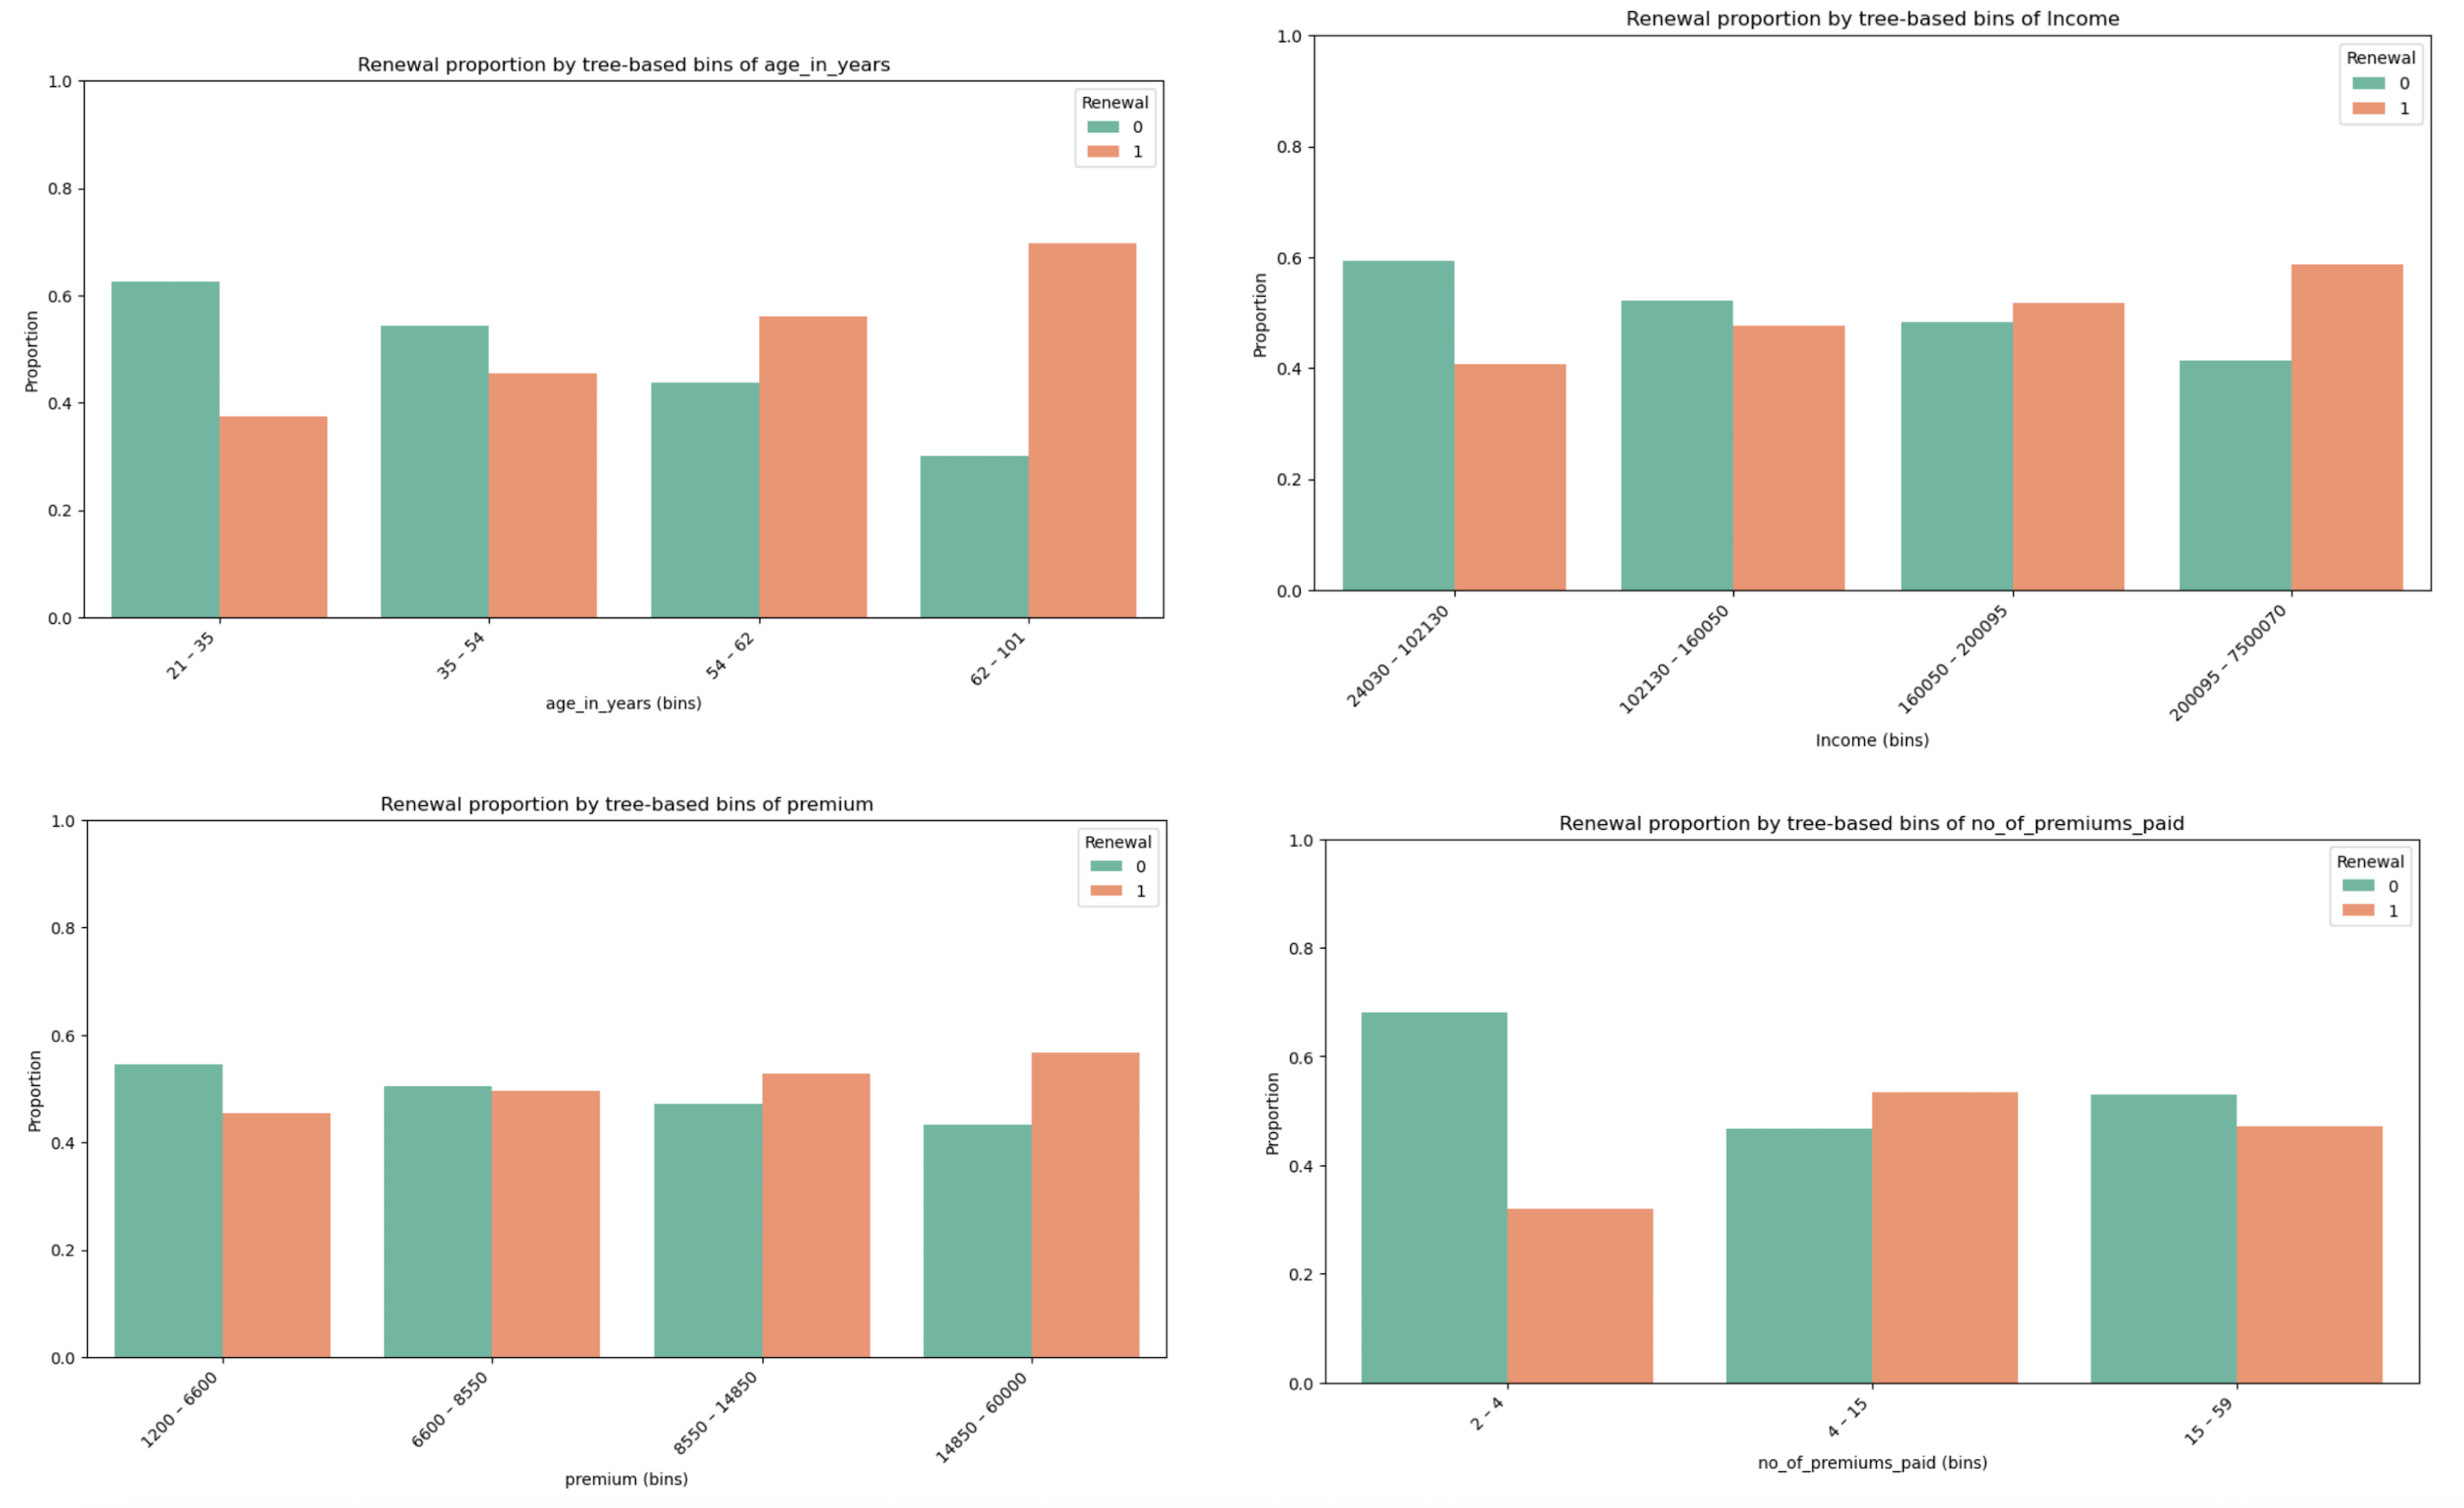 Renewal proportion by tree-based bins of age_in_years
Renewal
0
1
1.0
0.8
0.6
0.4
0.2
0.0
Proportion
21 – 35
35 – 54
54 – 62
62 – 101
age_in_years (bins)
Renewal proportion by tree-based bins of Income
Renewal
0
1
1.0
0.8
0.6
0.4
0.2
0.0
Proportion
24030 – 102130
102130 – 160050
160050 – 200095
200095 – 7500070
Income (bins)
Renewal proportion by tree-based bins of premium
Renewal
0
1
1.0
0.8
0.6
0.4
0.2
0.0
Proportion
1200 – 6600
6600 – 8550
8550 – 14850
14850 – 60000
premium (bins)
Renewal proportion by tree-based bins of no_of_premiums_paid
Renewal
0
1
1.0
0.8
0.6
0.4
0.2
0.0
Proportion
2 – 4
4 – 15
15 – 59
no_of_premiums_paid (bins)